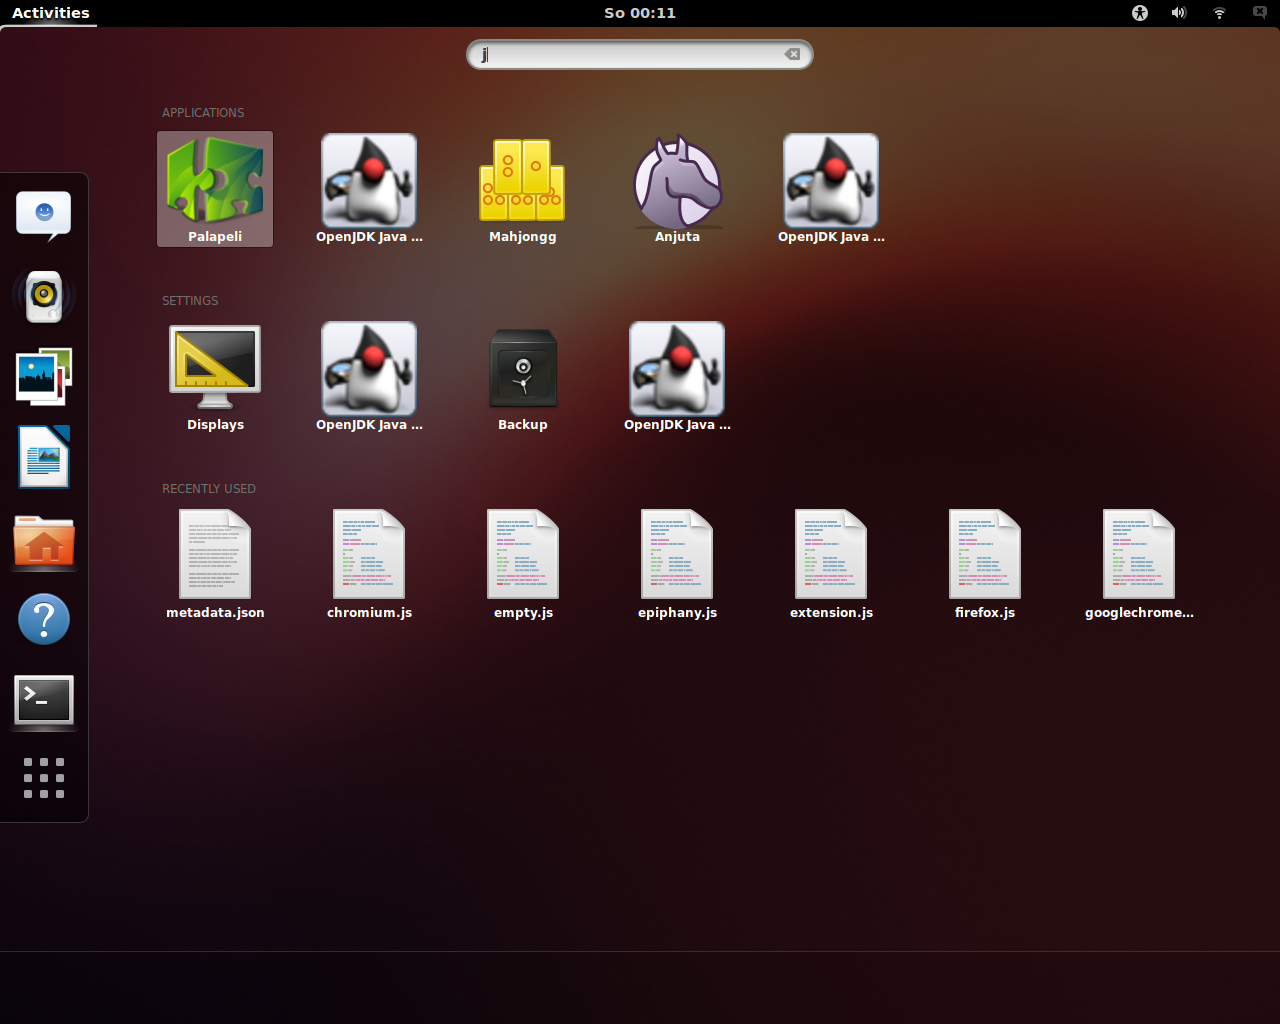 Activities
So 00:11
j
APPLICATIONS
Palapeli
OpenJDK Java ...
Mahjongg
Anjuta
OpenJDK Java ...
SETTINGS
Displays
OpenJDK Java ...
Backup
OpenJDK Java ...
RECENTLY USED
metadata.json
chromium.js
empty.js
epiphany.js
extension.js
firefox.js
googlechrome...